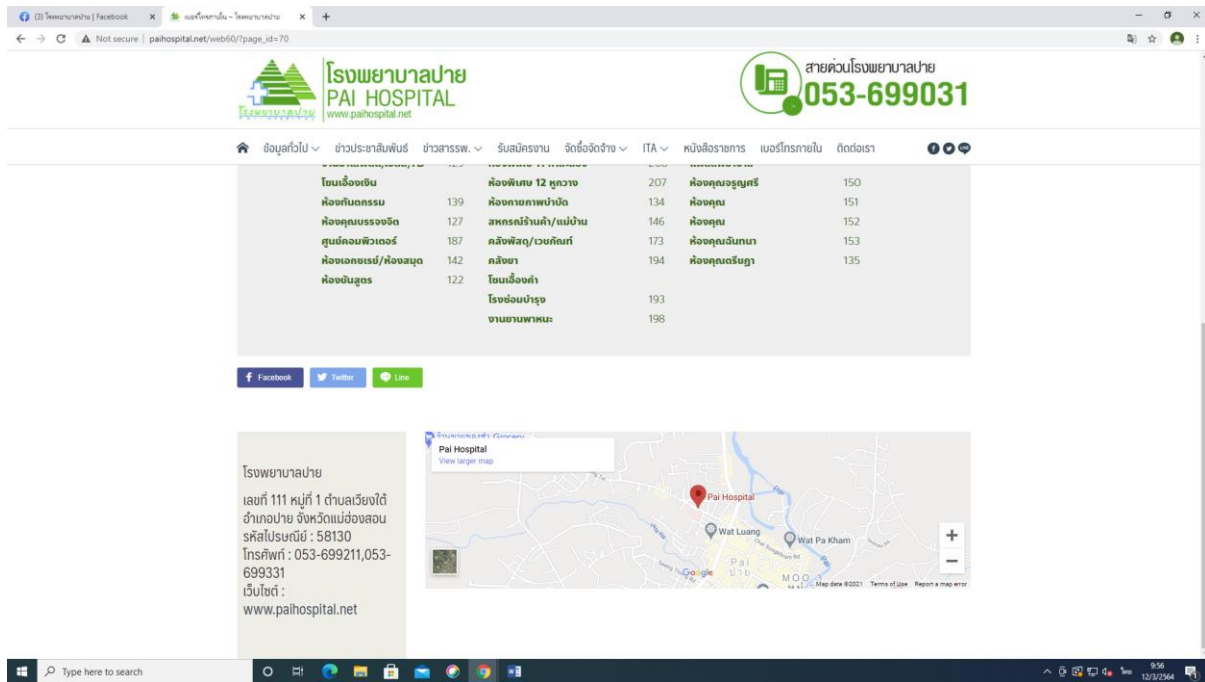 (3) โรงพยาบาลปาย | Facebook
เบอร์โทรภายใน – โรงพยาบาลปาย
Not secure | paihospital.net/web60/?page_id=70
โรงพยาบาลปาย
โรงพยาบาลปาย
PAI HOSPITAL
www.paihospital.net
สายด่วนโรงพยาบาลปาย
053-699031
ข้อมูลทั่วไป ข่าวประชาสัมพันธ์ ข่าวสารรพ. รับสมัครงาน จัดซื้อจัดจ้าง ITA หนังสือราชการ เบอร์โทรภายใน ติดต่อเรา
โซนเอื้องเงิน ห้องพิเศษ 12 หูกวาง 207 ห้องคุณจรูญศรี 150
ห้องทันตกรรม 139 ห้องกายภาพบำบัด 134 ห้องคุณ 151
ห้องคุณบรรจงจิต 127 สหกรณ์ร้านค้า/แม่บ้าน 146 ห้องคุณ 152
ศูนย์คอมพิวเตอร์ 187 คลังพัสดุ/เวชภัณฑ์ 173 ห้องคุณฉันทนา 153
ห้องเอกซเรย์/ห้องสมุด 142 คลังยา 194 ห้องคุณตรีชฎา 135
ห้องชันสูตร 122 โซนเอื้องคำ
โรงซ่อมบำรุง 193
งานยานพาหนะ 198
Facebook Twitter Line
โรงพยาบาลปาย
เลขที่ 111 หมู่ที่ 1 ตำบลเวียงใต้
อำเภอปาย จังหวัดแม่ฮ่องสอน
รหัสไปรษณีย์ : 58130
โทรศัพท์ : 053-699211,053-
699331
เว็บไซต์ :
www.paihospital.net
Pai Hospital
View larger map
Pai Hospital
Wat Luang
Wat Pa Kham
Pai
ปาย
MOO
Google
Map data ©2021 Terms of Use Report a map error
Type here to search
ไทย
9:56
12/3/2564